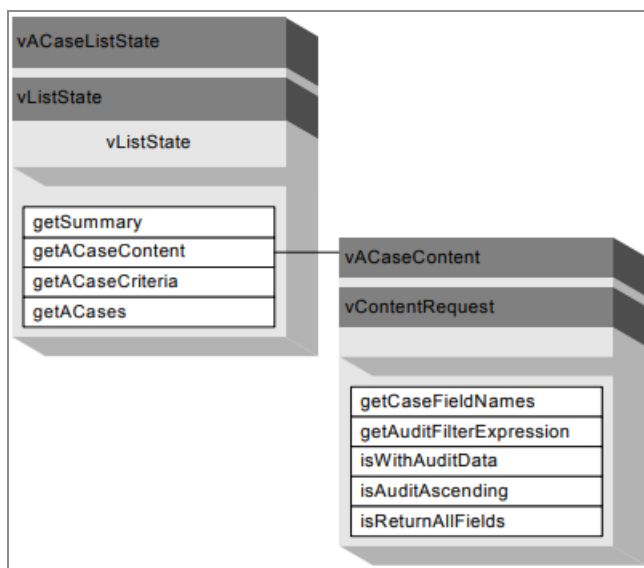 vACaseListState
vListState
vListState
getSummary
getACaseContent
getACaseCriteria
getACases
vACaseContent
vContentRequest
getCaseFieldNames
getAuditFilterExpression
isWithAuditData
isAuditAscending
isReturnAllFields